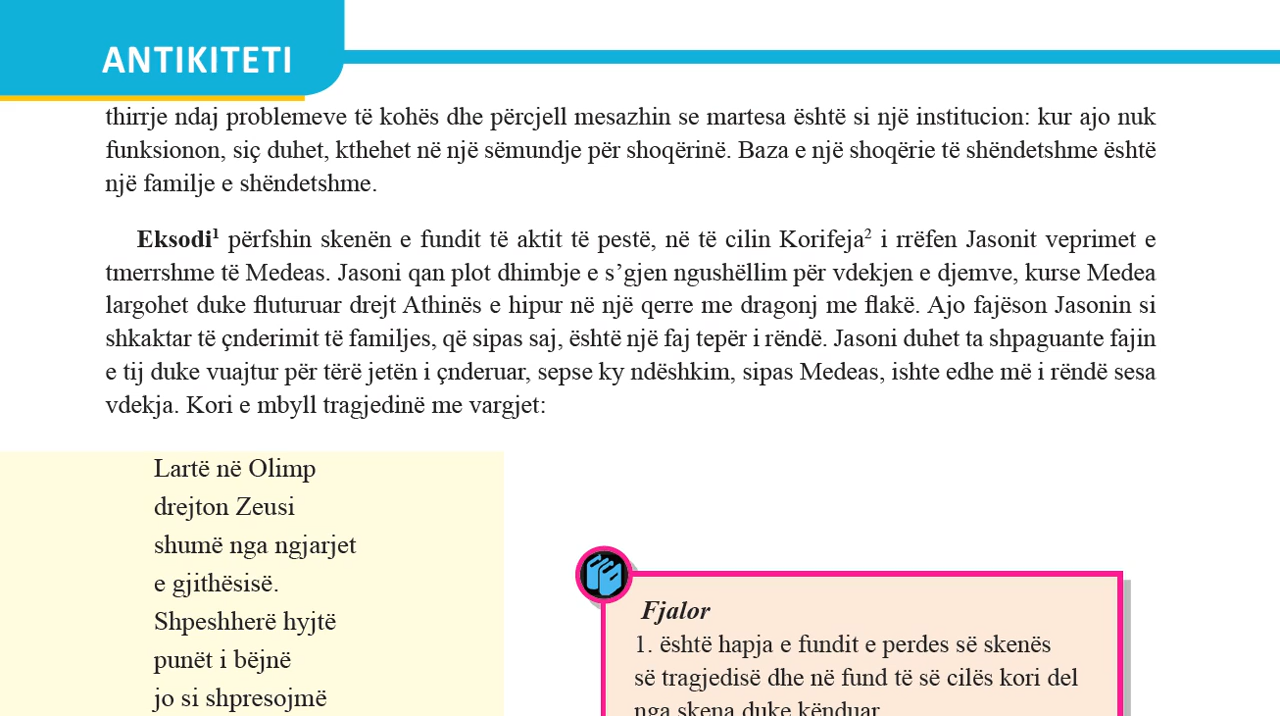 ANTIKITETI
thirrje ndaj problemeve të kohës dhe përcjell mesazhin se martesa është si një institucion: kur ajo nuk
funksionon, siç duhet, kthehet në një sëmundje për shoqërinë. Baza e një shoqërie të shëndetshme është
një familje e shëndetshme.
Eksodi¹ përfshin skenën e fundit të aktit të pestë, në të cilin Korifeja² i rrëfen Jasonit veprimet e
tmerrshme të Medeas. Jasoni qan plot dhimbje e s’gjen ngushëllim për vdekjen e djemve, kurse Medea
largohet duke fluturuar drejt Athinës e hipur në një qerre me dragonj me flakë. Ajo fajëson Jasonin si
shkaktar të çnderimit të familjes, që sipas saj, është një faj tepër i rëndë. Jasoni duhet ta shpaguante fajin
e tij duke vuajtur për tërë jetën i çnderuar, sepse ky ndëshkim, sipas Medeas, ishte edhe më i rëndë sesa
vdekja. Kori e mbyll tragjedinë me vargjet:
Lartë në Olimp
drejton Zeusi
shumë nga ngjarjet
e gjithësisë.
Shpeshherë hyjtë
punët i bëjnë
jo si shpresojmë
Fjalor
1. është hapja e fundit e perdes së skenës
së tragjedisë dhe në fund të së cilës kori del
nga skena duke kënduar